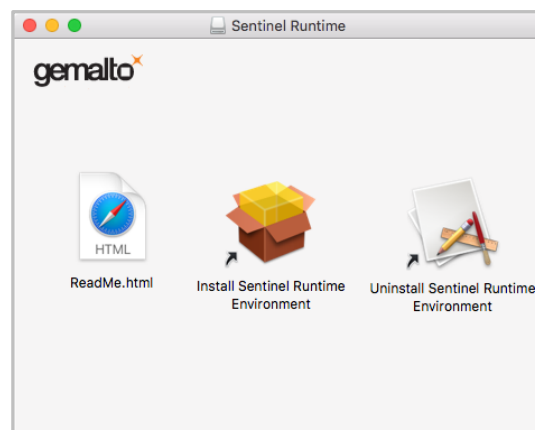 Sentinel Runtime
gemalto
HTML
ReadMe.html
Install Sentinel Runtime
Environment
Uninstall Sentinel Runtime
Environment